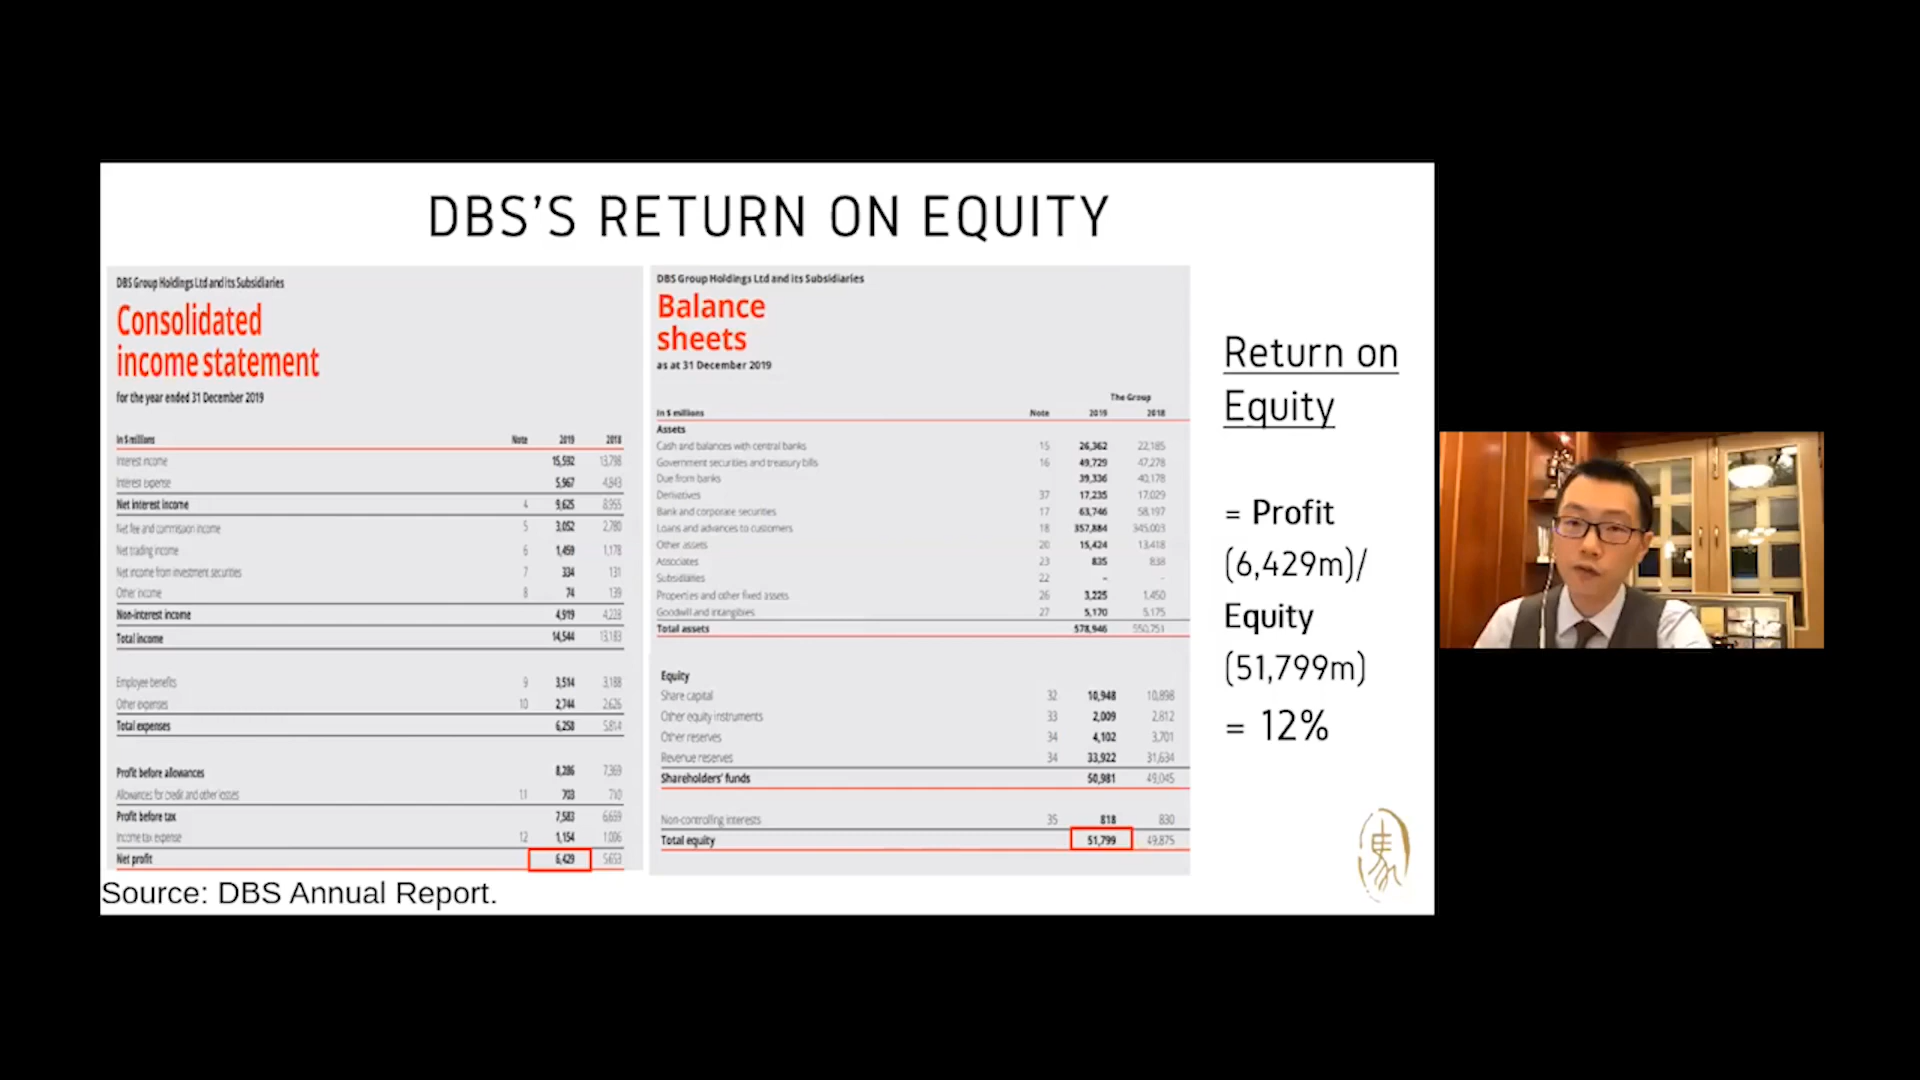 DBS'S RETURN ON EQUITY
DBS Group Holdings Ltd and its Subsidiaries
Consolidated
income statement
for the year ended 31 December 2019
In $ millions Note 2019 2018
Interest income 15,592 13,798
Interest expense 5,967 4,843
Net interest income 4 9,625 8,955
Net fee and commission income 5 3,052 2,780
Net trading income 6 1,459 1,178
Net income from investment securities 7 334 131
Other income 8 74 139
Non-interest income 4,919 4,228
Total income 14,544 13,183
Employee benefits 9 3,514 3,188
Other expenses 10 2,744 2,626
Total expenses 6,258 5,814
Profit before allowances 8,286 7,369
Allowances for credit and other losses 11 703 710
Profit before tax 7,583 6,659
Income tax expense 12 1,154 1,006
Net profit 6,429 5,653
Source: DBS Annual Report.
DBS Group Holdings Ltd and its Subsidiaries
Balance
sheets
as at 31 December 2019
The Group
In $ millions Note 2019 2018
Assets
Cash and balances with central banks 15 26,362 22,185
Government securities and treasury bills 16 49,729 47,278
Due from banks 39,336 40,178
Derivatives 37 17,235 17,029
Bank and corporate securities 17 63,746 58,197
Loans and advances to customers 18 357,884 345,003
Other assets 20 15,424 13,418
Associates 23 835 838
Subsidiaries 22 - -
Properties and other fixed assets 26 3,225 1,450
Goodwill and intangibles 27 5,170 5,175
Total assets 578,946 550,751
Equity
Share capital 32 10,948 10,898
Other equity instruments 33 2,009 2,812
Other reserves 34 4,102 3,701
Revenue reserves 34 33,922 31,634
Shareholders' funds 50,981 49,045
Non-controlling interests 35 818 830
Total equity 51,799 49,875
Return on
Equity
= Profit
(6,429m)/
Equity
(51,799m)
= 12%